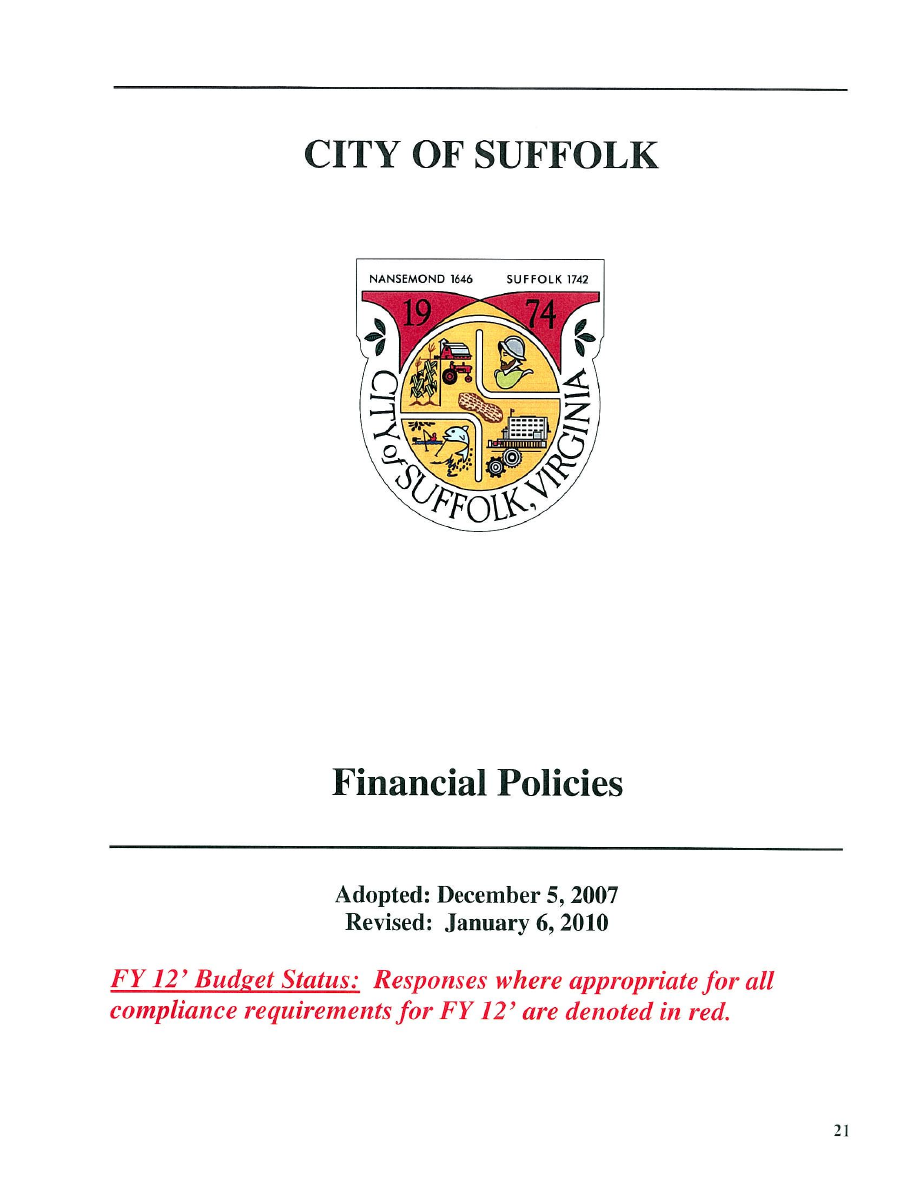 CITY OF SUFFOLK
NANSEMOND 1646 SUFFOLK 1742
19 74
CITY of SUFFOLK, VIRGINIA
Financial Policies
Adopted: December 5, 2007
Revised: January 6, 2010
FY 12’ Budget Status: Responses where appropriate for all
compliance requirements for FY 12’ are denoted in red.
21